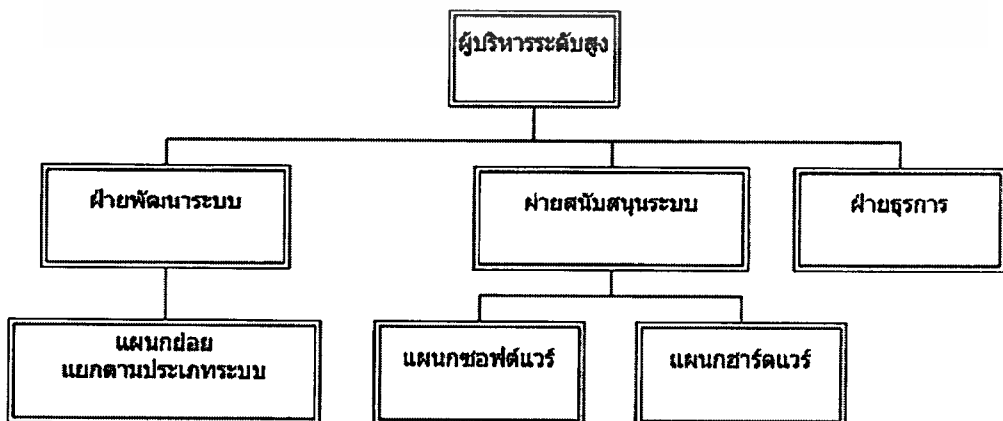 ผู้บริหารระดับสูง
ฝ่ายพัฒนาระบบ
ฝ่ายสนับสนุนระบบ
ฝ่ายธุรการ
แผนกย่อย
แยกตามประเภทระบบ
แผนกซอฟต์แวร์
แผนกฮาร์ดแวร์